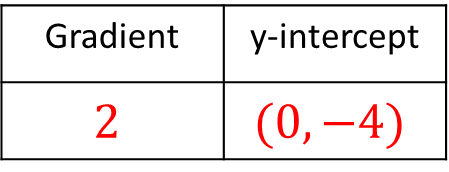 Gradient y-intercept
2 (0, −4)